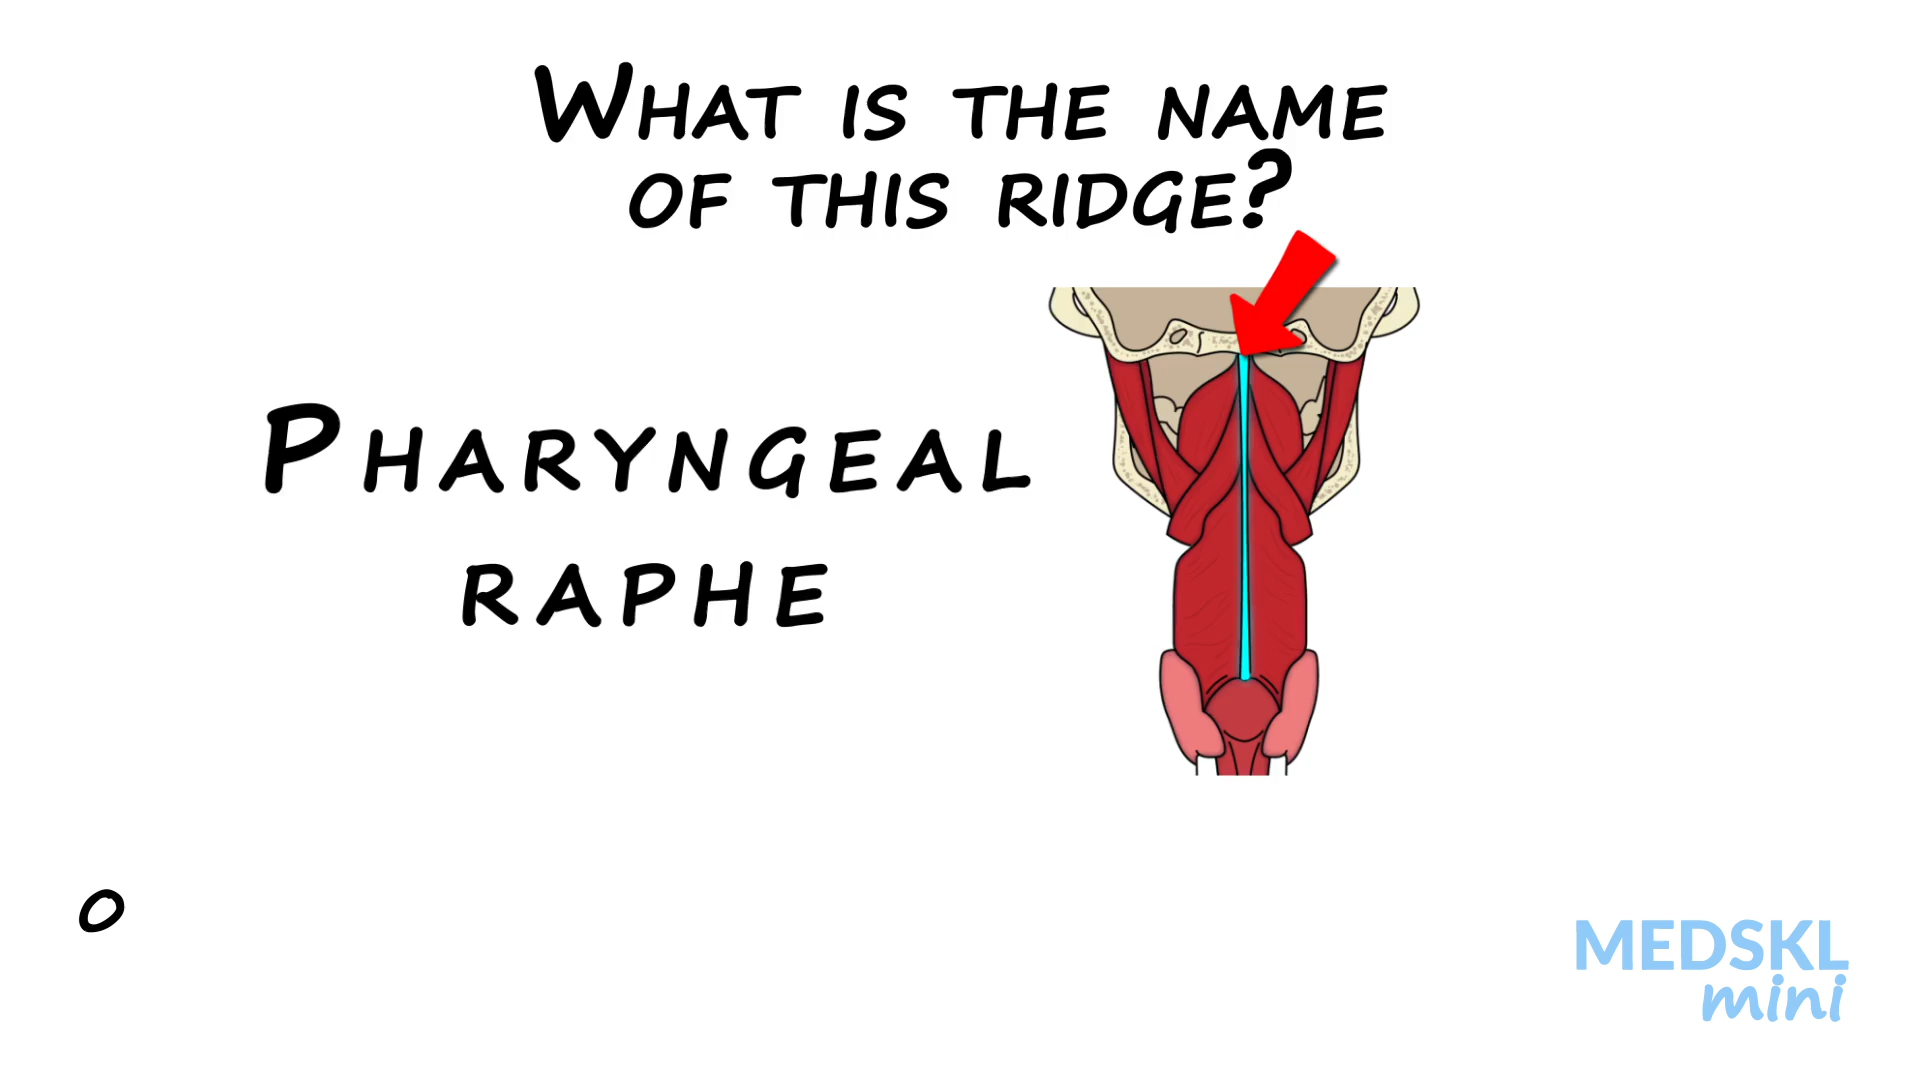 What is the name
of this ridge?
Pharyngeal
raphe
0
MEDSKL
mini